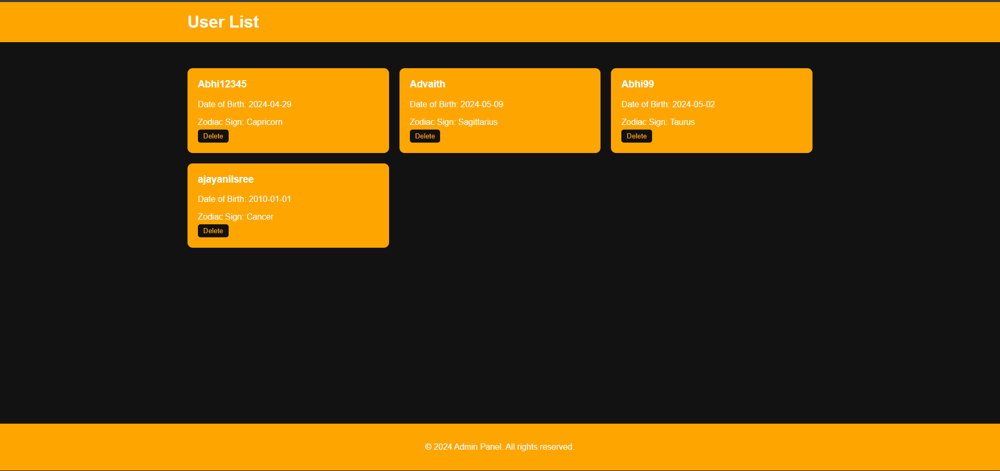 User List
Abhi12345
Date of Birth: 2024-04-29
Zodiac Sign: Capricorn
Delete
Advaith
Date of Birth: 2024-05-09
Zodiac Sign: Sagittarius
Delete
Abhi99
Date of Birth: 2024-05-02
Zodiac Sign: Taurus
Delete
ajayanilsree
Date of Birth: 2010-01-01
Zodiac Sign: Cancer
Delete
© 2024 Admin Panel. All rights reserved.